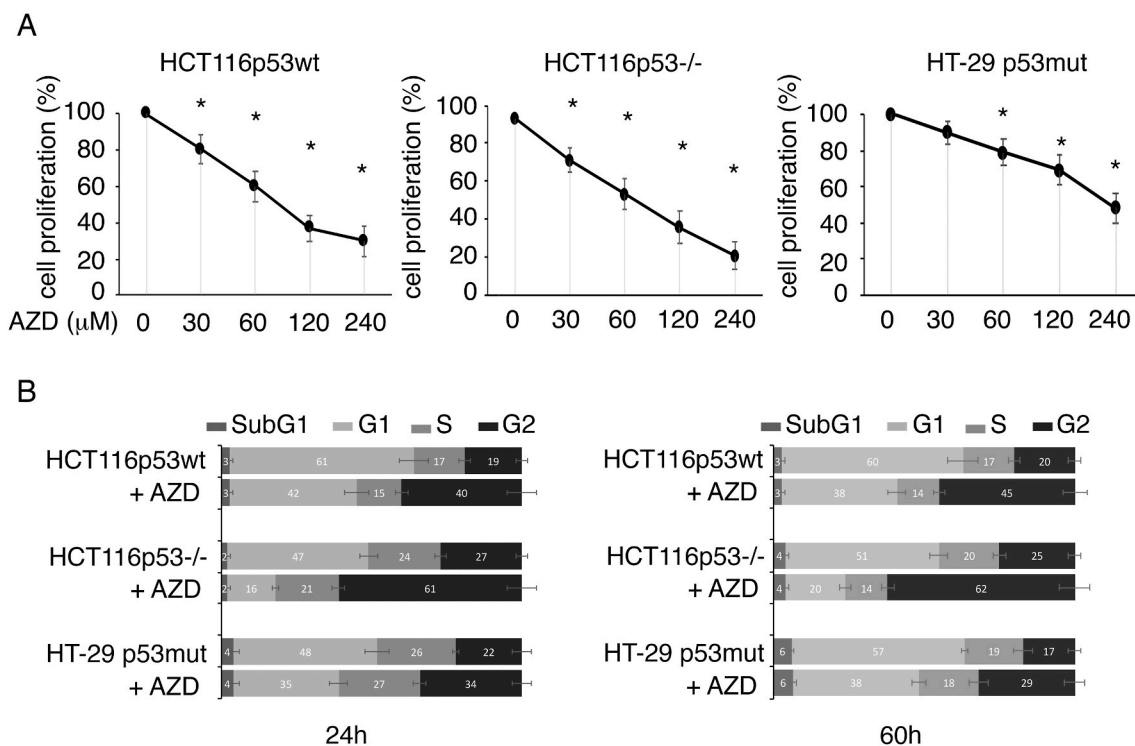 A
HCT116p53wt
HCT116p53-/-
HT-29 p53mut
cell proliferation (%)
100
80
60
40
20
0
* * * *
cell proliferation (%)
100
80
60
40
20
0
* * * *
cell proliferation (%)
100
80
60
40
20
0
* * *
AZD (µM) 0 30 60 120 240
0 30 60 120 240
0 30 60 120 240
B
SubG1 G1 S G2
HCT116p53wt 3 61 17 19
+ AZD 3 42 15 40
HCT116p53-/- 2 47 24 27
+ AZD 2 16 21 61
HT-29 p53mut 4 48 26 22
+ AZD 4 35 27 34
24h
SubG1 G1 S G2
HCT116p53wt 3 60 17 20
+ AZD 3 38 14 45
HCT116p53-/- 4 51 20 25
+ AZD 4 20 14 62
HT-29 p53mut 6 57 19 17
+ AZD 6 38 18 29
60h